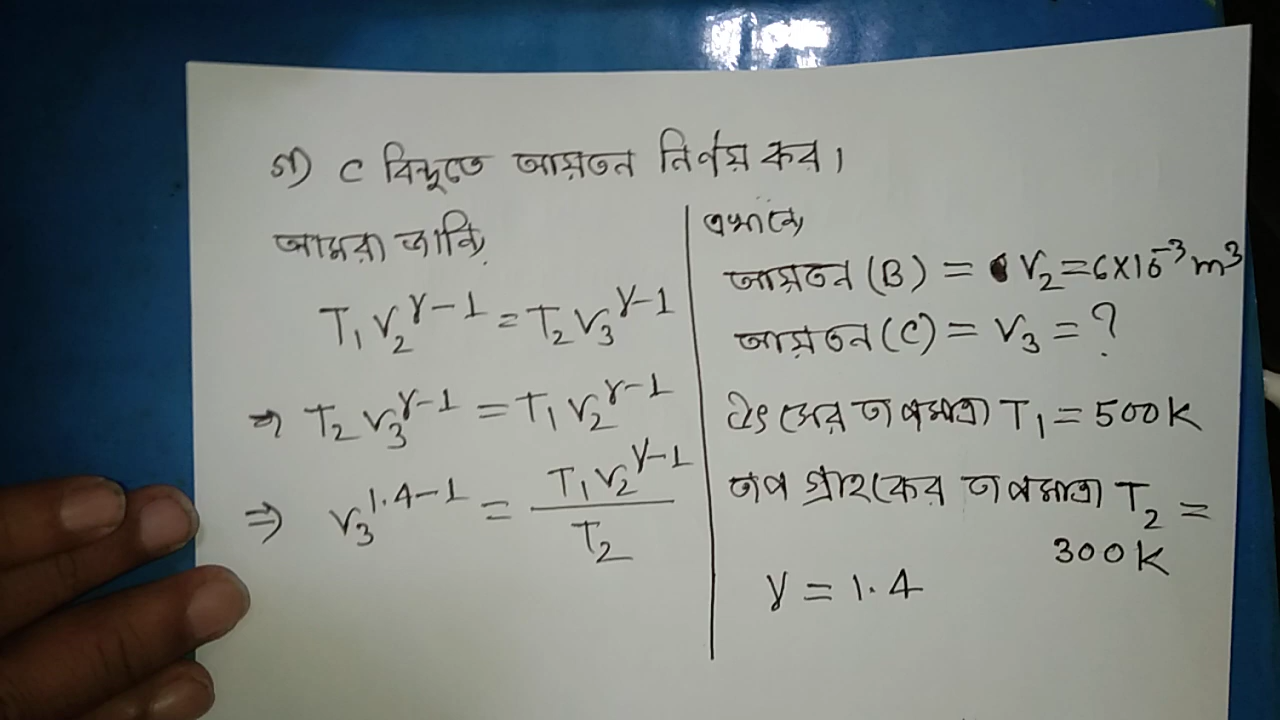 গ) C বিন্দুতে আয়তন নির্ণয় কর।
আমরা জানি,
T₁V₂^γ-1 = T₂V₃^γ-1
⇒ T₂V₃^γ-1 = T₁V₂^γ-1
⇒ V₃^1.4-1 = T₁V₂^γ-1 / T₂
এখানে,
আয়তন (B) = V₂ = 6×10⁻³ m³
আয়তন (C) = V₃ = ?
উৎসের তাপমাত্রা T₁ = 500K
তাপ গ্রাহকের তাপমাত্রা T₂ =
300K
γ = 1.4